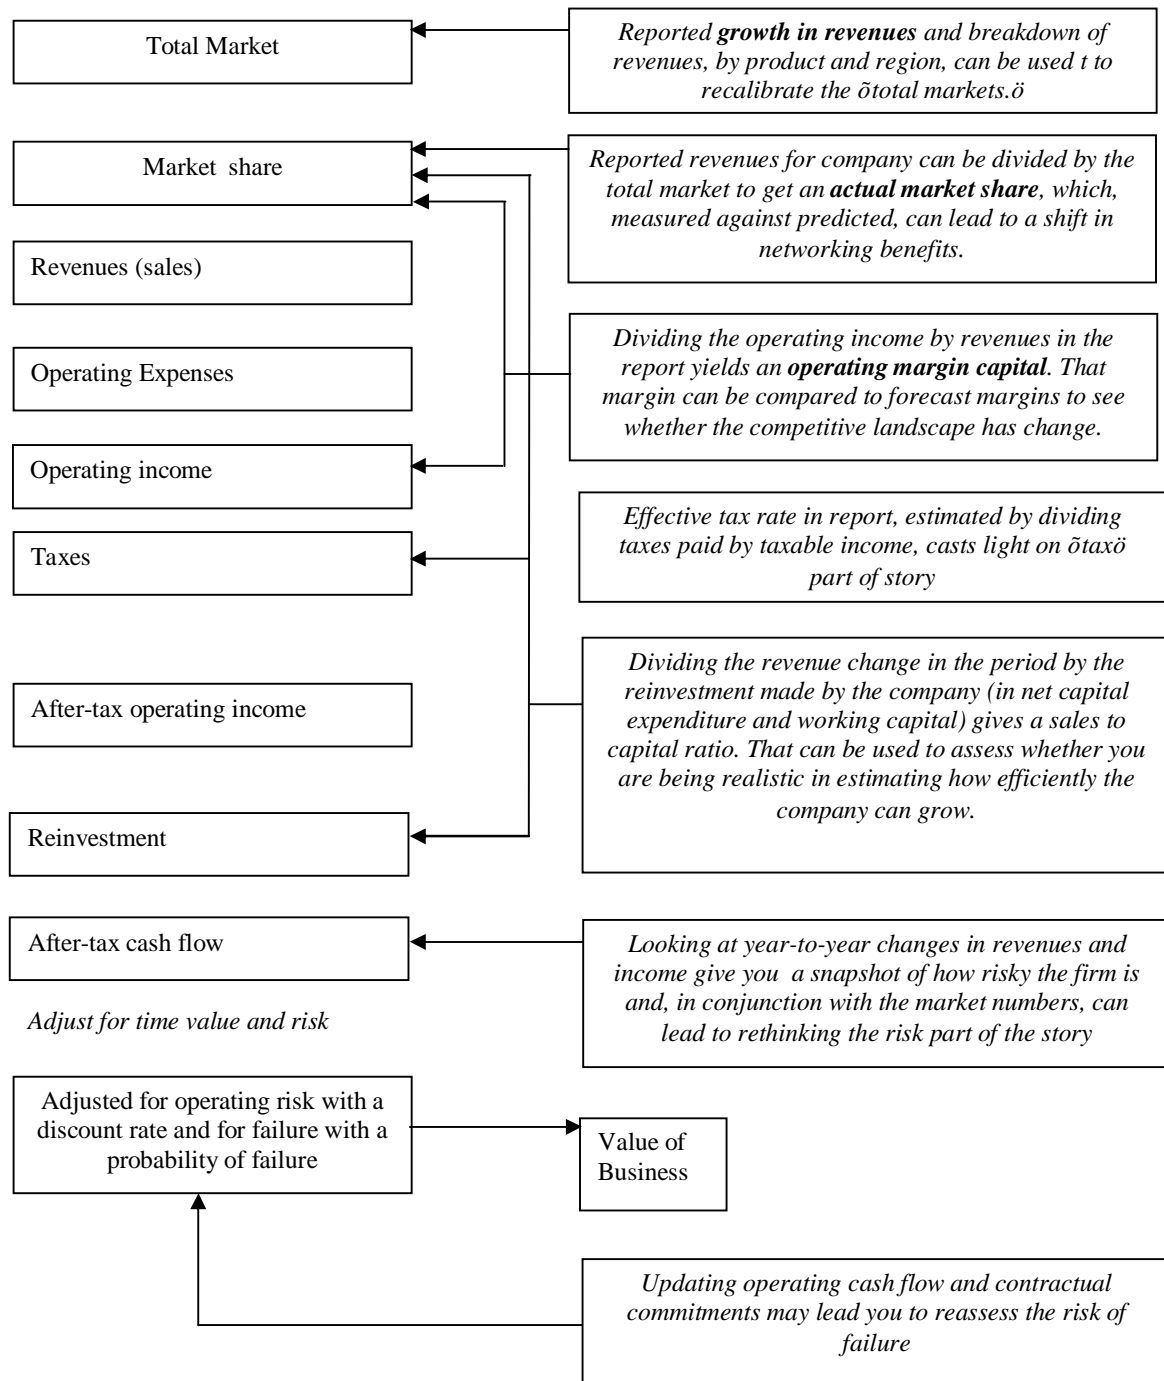 Total Market
Reported growth in revenues and breakdown of
revenues, by product and region, can be used t to
recalibrate the õtotal markets.ö
Market share
Reported revenues for company can be divided by the
total market to get an actual market share, which,
measured against predicted, can lead to a shift in
networking benefits.
Revenues (sales)
Operating Expenses
Dividing the operating income by revenues in the
report yields an operating margin capital. That
margin can be compared to forecast margins to see
whether the competitive landscape has change.
Operating income
Effective tax rate in report, estimated by dividing
taxes paid by taxable income, casts light on õtaxö
part of story
Taxes
After-tax operating income
Dividing the revenue change in the period by the
reinvestment made by the company (in net capital
expenditure and working capital) gives a sales to
capital ratio. That can be used to assess whether you
are being realistic in estimating how efficiently the
company can grow.
Reinvestment
After-tax cash flow
Looking at year-to-year changes in revenues and
income give you a snapshot of how risky the firm is
and, in conjunction with the market numbers, can
lead to rethinking the risk part of the story
Adjust for time value and risk
Adjusted for operating risk with a
discount rate and for failure with a
probability of failure
Value of
Business
Updating operating cash flow and contractual
commitments may lead you to reassess the risk of
failure